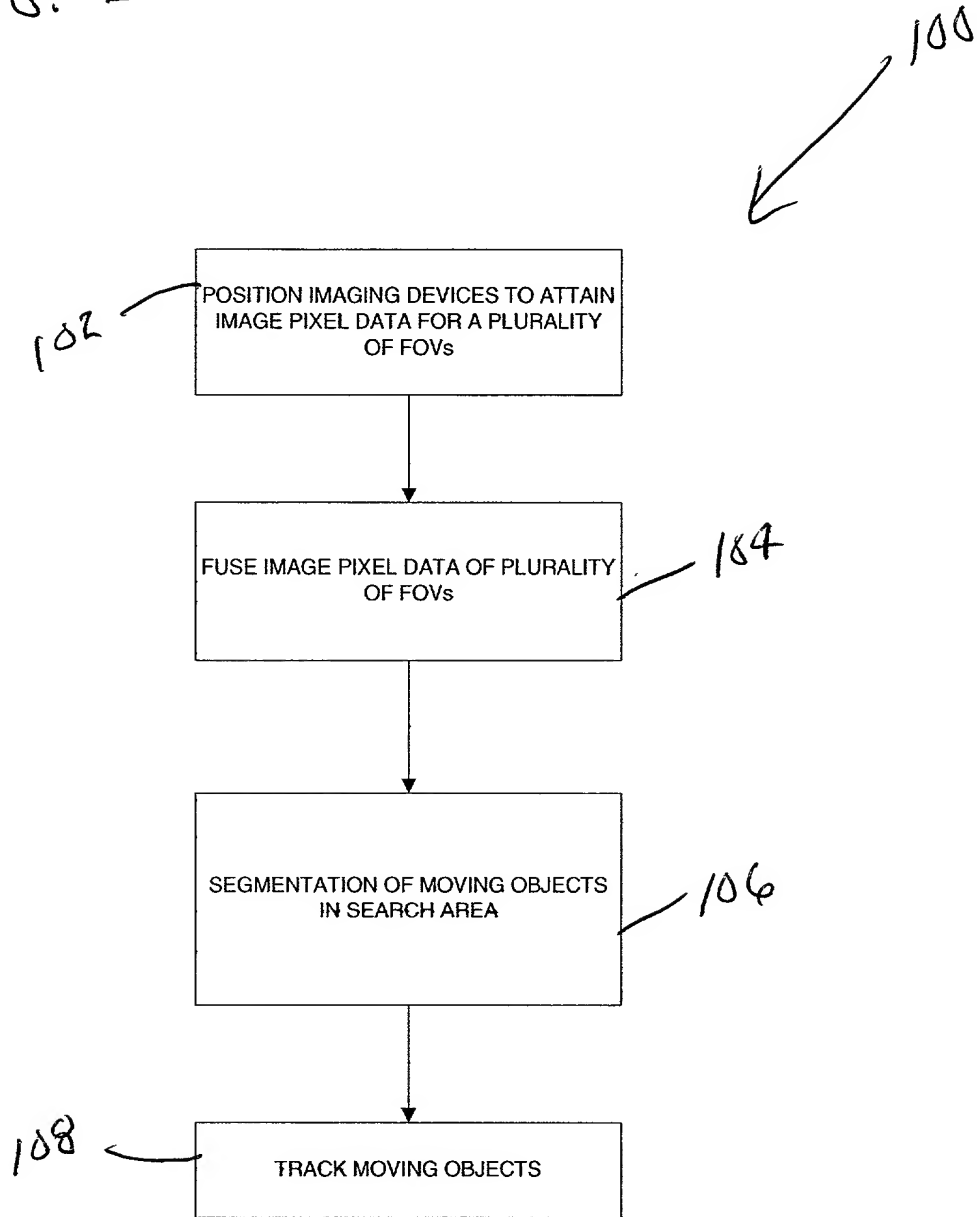 100
102
POSITION IMAGING DEVICES TO ATTAIN
IMAGE PIXEL DATA FOR A PLURALITY
OF FOVs
FUSE IMAGE PIXEL DATA OF PLURALITY
OF FOVs
104
SEGMENTATION OF MOVING OBJECTS
IN SEARCH AREA
106
108
TRACK MOVING OBJECTS